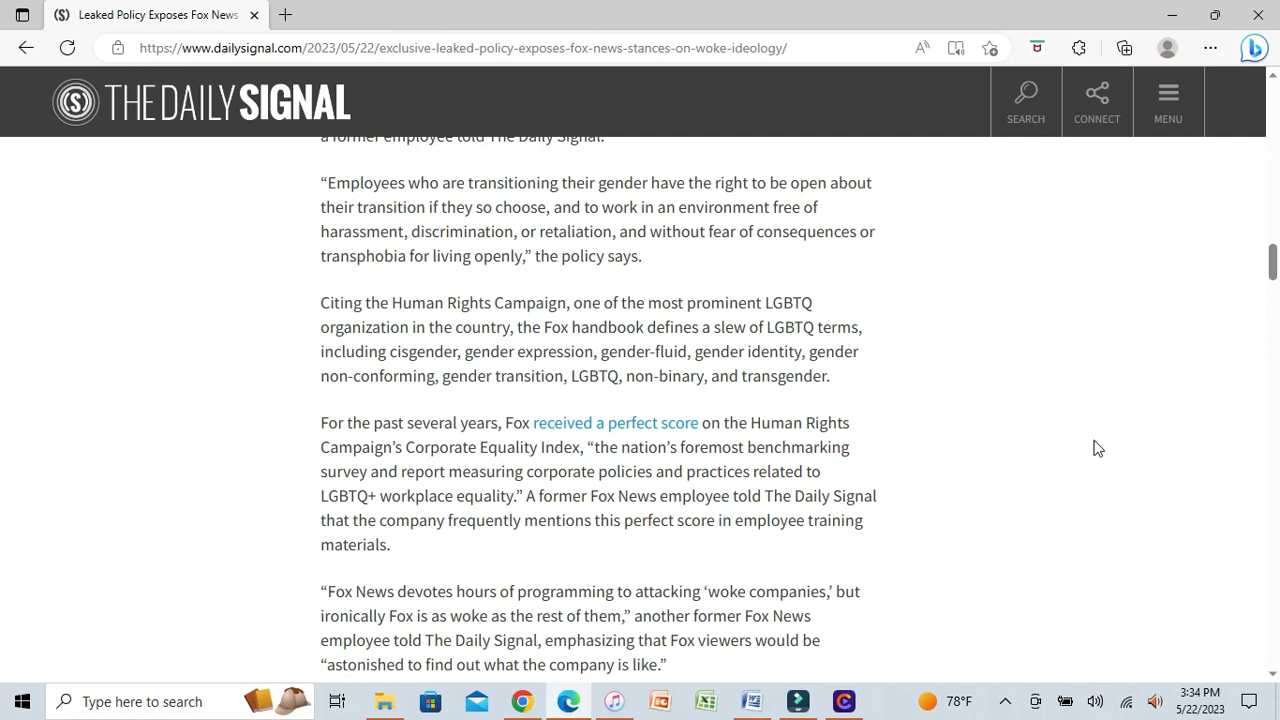 Leaked Policy Exposes Fox News
https://www.dailysignal.com/2023/05/22/exclusive-leaked-policy-exposes-fox-news-stances-on-woke-ideology/
THE DAILY SIGNAL
SEARCH
CONNECT
MENU
a former employee told The Daily Signal.
“Employees who are transitioning their gender have the right to be open about
their transition if they so choose, and to work in an environment free of
harassment, discrimination, or retaliation, and without fear of consequences or
transphobia for living openly,” the policy says.
Citing the Human Rights Campaign, one of the most prominent LGBTQ
organization in the country, the Fox handbook defines a slew of LGBTQ terms,
including cisgender, gender expression, gender-fluid, gender identity, gender
non-conforming, gender transition, LGBTQ, non-binary, and transgender.
For the past several years, Fox received a perfect score on the Human Rights
Campaign’s Corporate Equality Index, “the nation’s foremost benchmarking
survey and report measuring corporate policies and practices related to
LGBTQ+ workplace equality.” A former Fox News employee told The Daily Signal
that the company frequently mentions this perfect score in employee training
materials.
“Fox News devotes hours of programming to attacking ‘woke companies,’ but
ironically Fox is as woke as the rest of them,” another former Fox News
employee told The Daily Signal, emphasizing that Fox viewers would be
“astonished to find out what the company is like.”
Type here to search
78°F
3:34 PM
5/22/2023